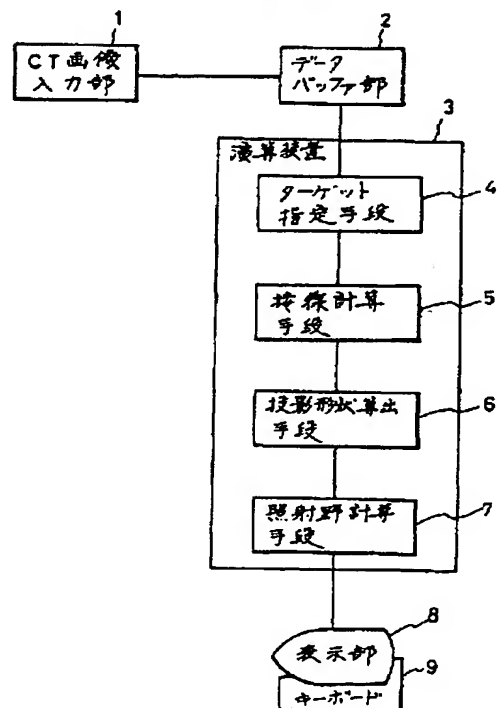 1
CT画像
入力部
2
データ
バッファ部
3
演算装置
ターゲット
指定手段
4
接線計算
手段
5
投影形状算出
手段
6
照射野計算
手段
7
8
表示部
9
キーボード